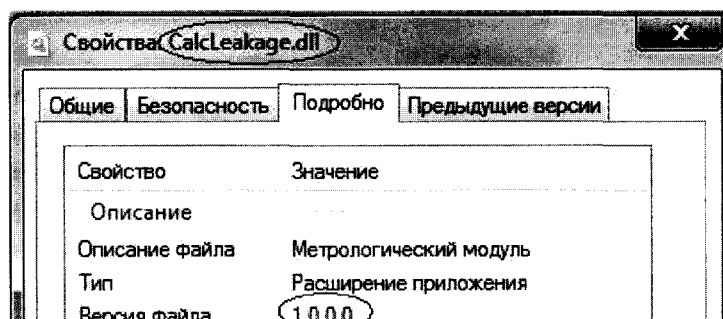 Свойства: CalcLeakage.dll
Общие Безопасность Подробно Предыдущие версии
Свойство Значение
Описание
Описание файла Метрологический модуль
Тип Расширение приложения
Версия файла 1.0.0.0